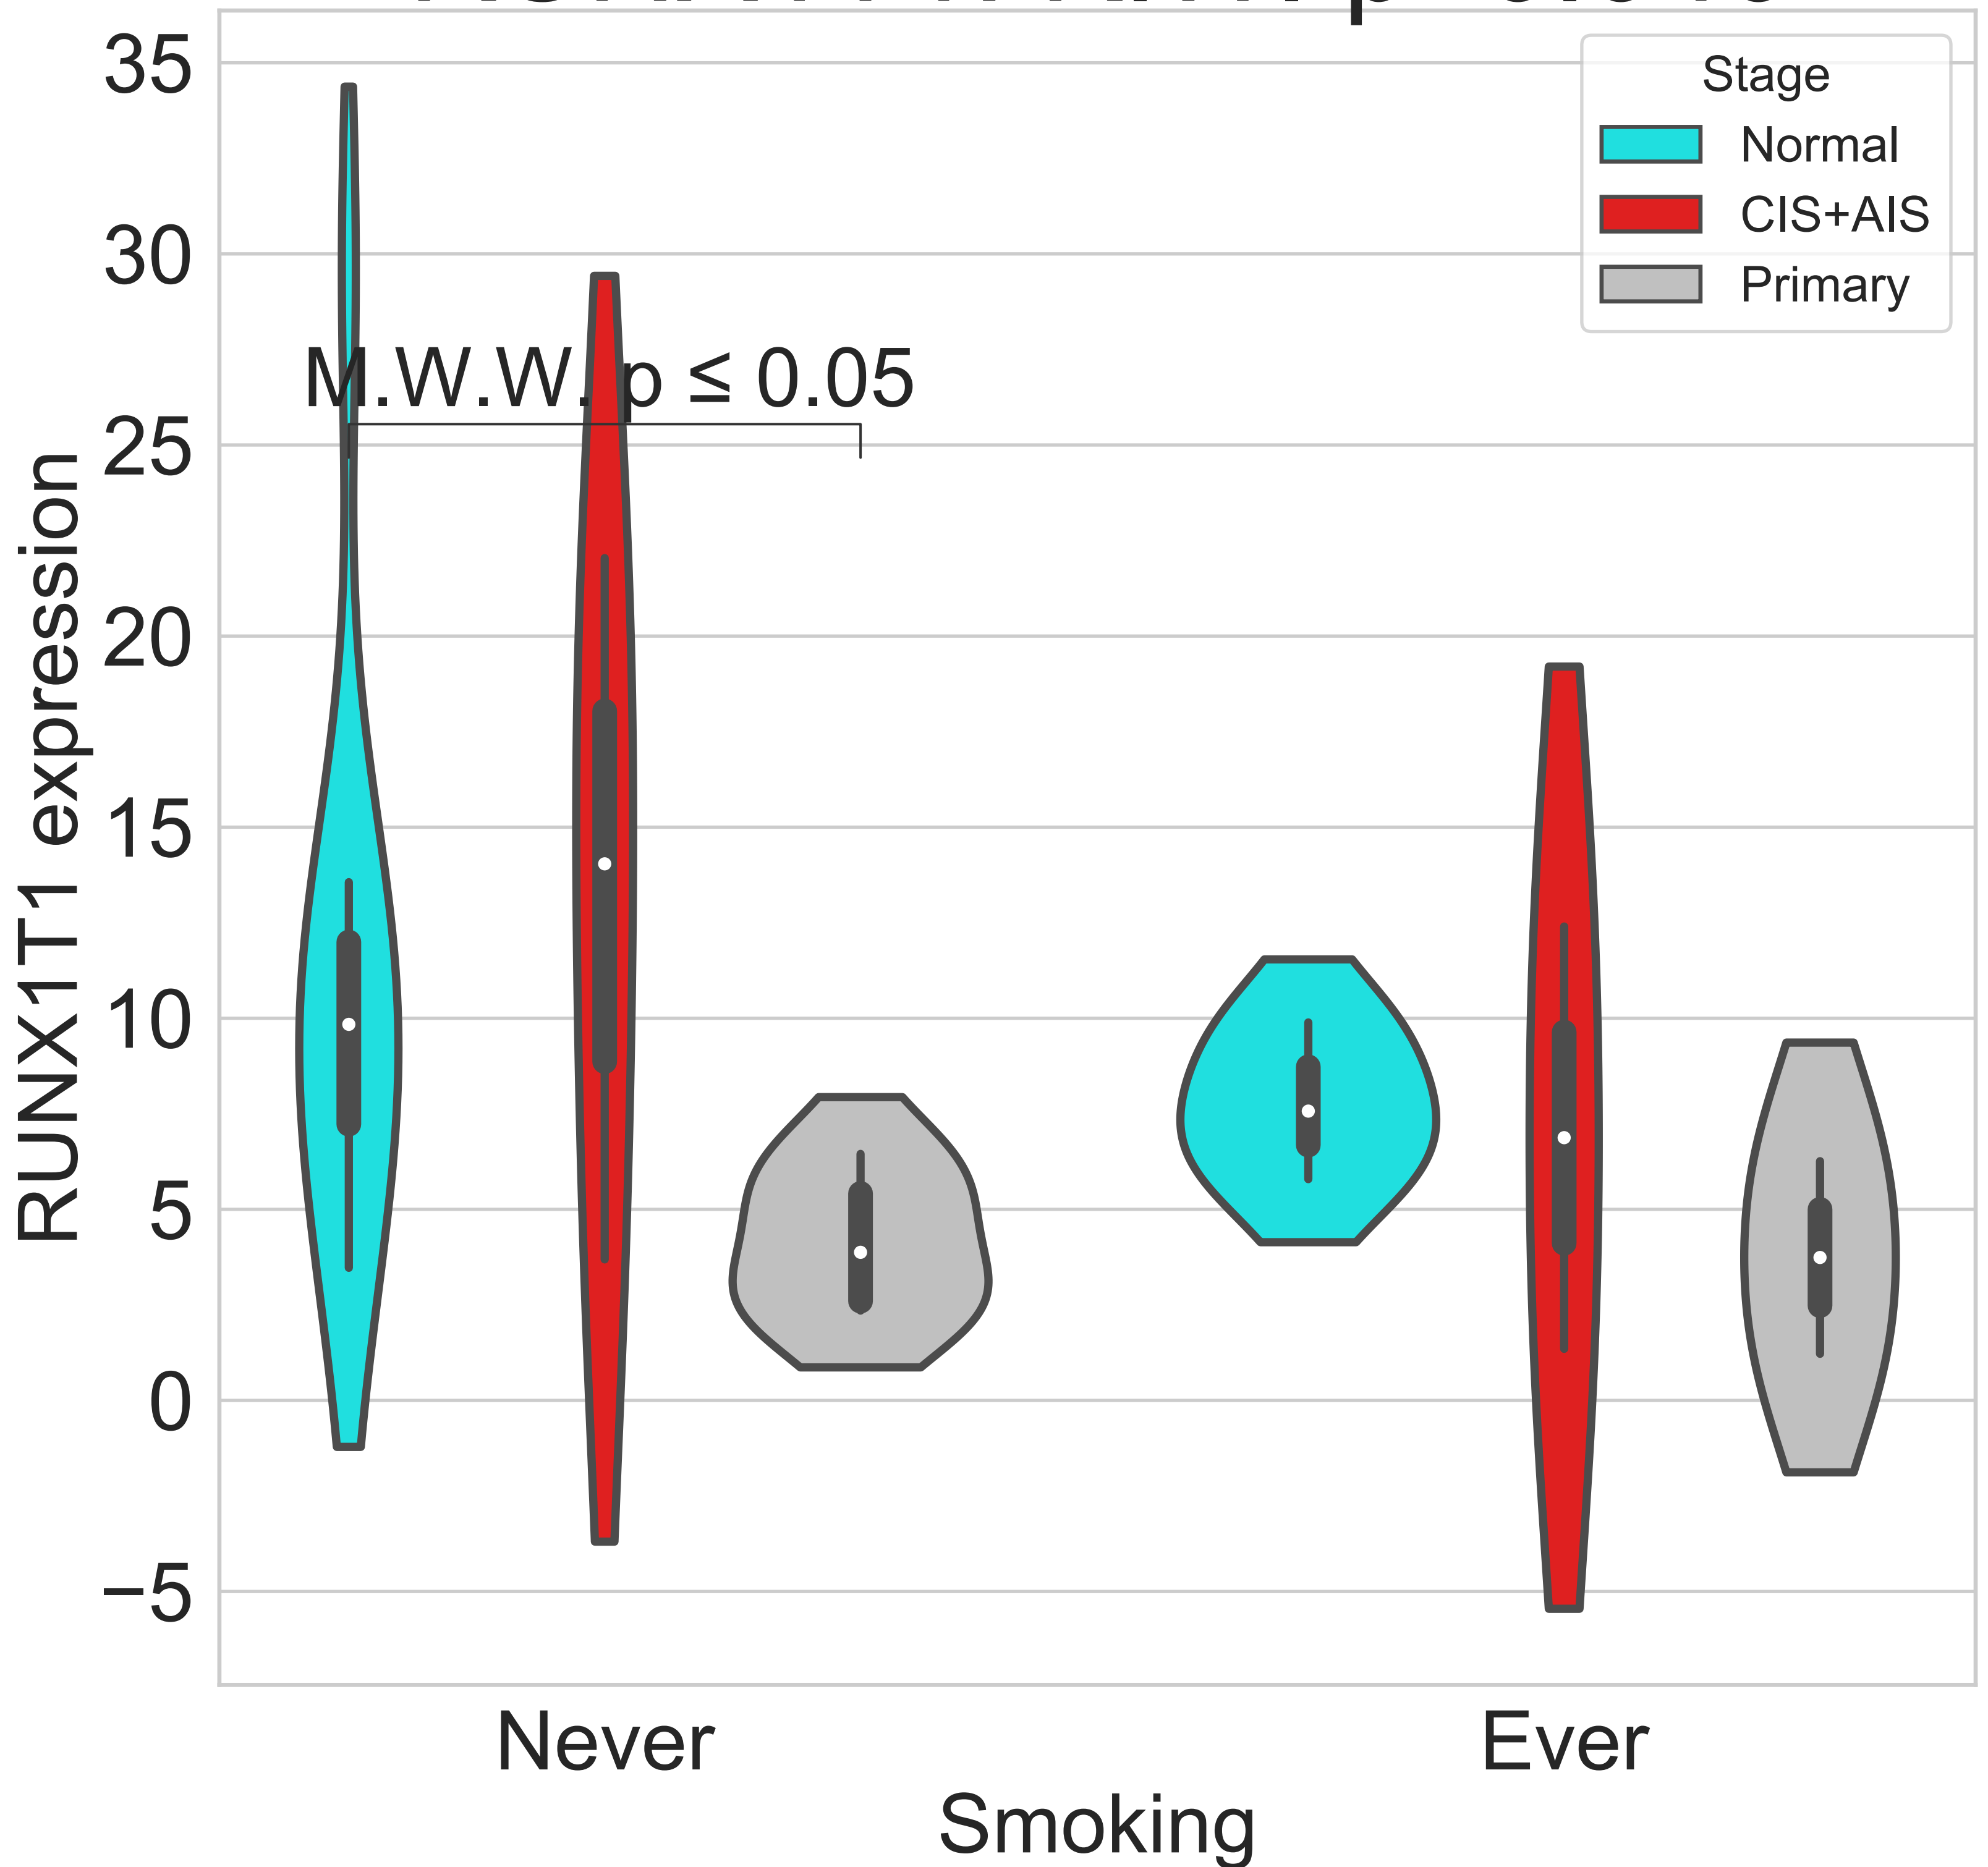 35
30
25
20
15
10
5
0
−5
RUNX1T1 expression
M.W.W. p ≤ 0.05
Stage
Normal
CIS+AIS
Primary
Never
Ever
Smoking